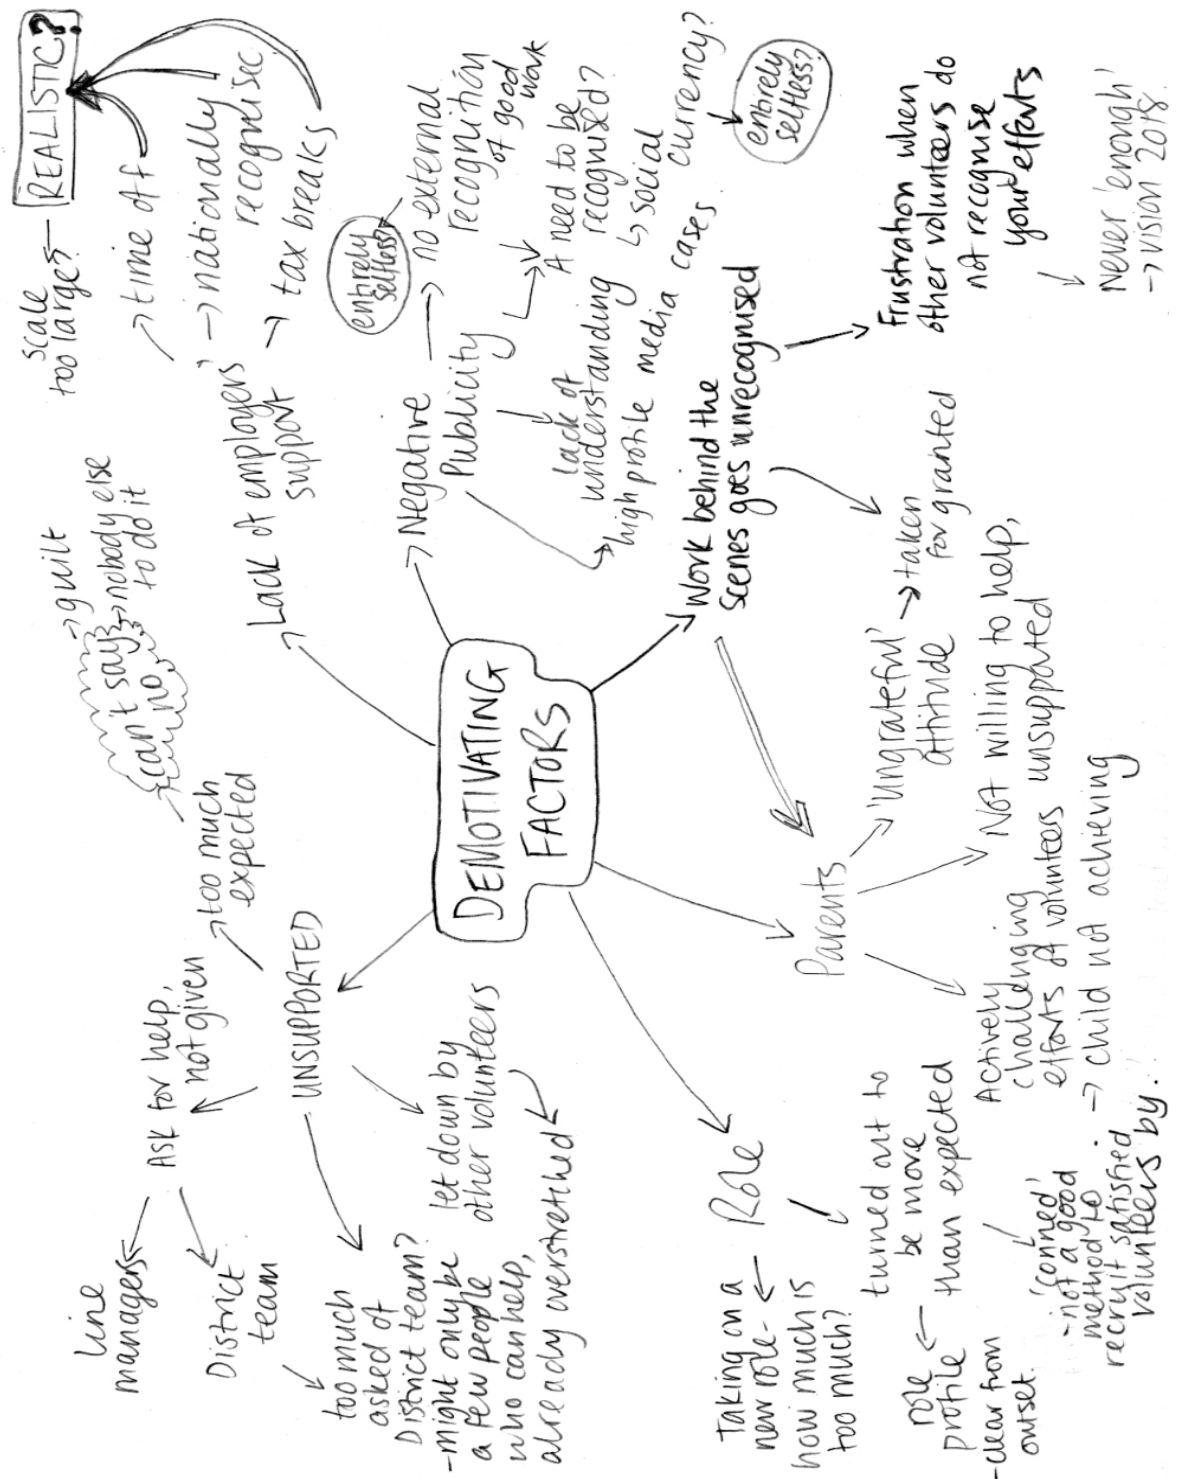 DEMOTIVATING
FACTORS
UNSUPPORTED
Ask for help,
not given
Line
managers
District
team
too much
expected
can't say
'no'
guilt
nobody else
to do it
too much
asked of
District team?
- might only be
a few people
who can help,
already overstretched
let down by
other volunteers
Lack of employers'
support
time off
nationally
recognise sec
tax breaks
REALISTIC?
scale
too large?
Negative
Publicity
no external
recognition
of good
work
entirely
selfless?
A need to be
recognised?
↳ social
currency?
entirely
selfless?
lack of
understanding
high profile media cases
Work behind the
scenes goes unrecognised
Frustration when
other volunteers do
not recognise
your efforts
Never 'enough'
→ vision 2018.
Parents
'ungrateful'
attitude
→ taken
for granted
Not willing to help,
unsupported
Actively
challenging
efforts of volunteers
→ child not achieving
Role
Taking on a
new role -
how much is
too much?
turned out to
be more
than expected
role
profile
- clear from
outset.
'conned'
- not a good
method to
recruit satisfied
volunteers by.